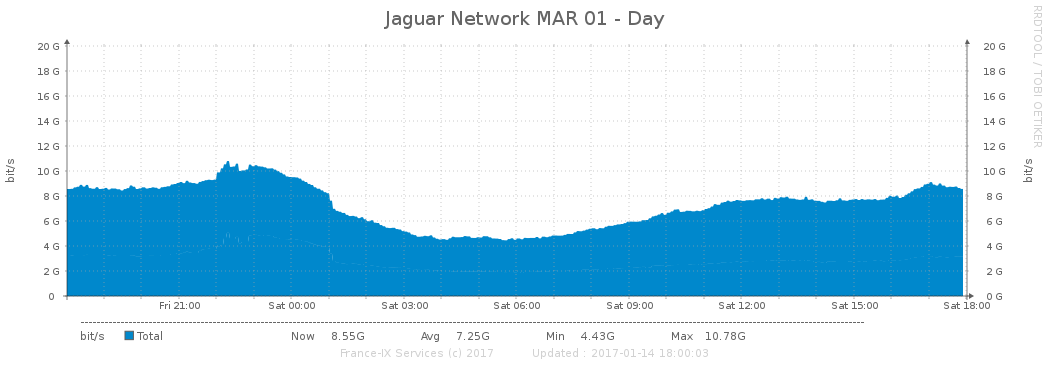 Jaguar Network MAR 01 - Day
RRDTOOL / TOBI OETIKER
bit/s
20 G 20 G
18 G 18 G
16 G 16 G
14 G 14 G
12 G 12 G
10 G 10 G
8 G 8 G
6 G 6 G
4 G 4 G
2 G 2 G
0 0 G
bit/s
Fri 21:00 Sat 00:00 Sat 03:00 Sat 06:00 Sat 09:00 Sat 12:00 Sat 15:00 Sat 18:00
bit/s Total Now 8.55G Avg 7.25G Min 4.43G Max 10.78G
France-IX Services (c) 2017 Updated : 2017-01-14 18:00:03